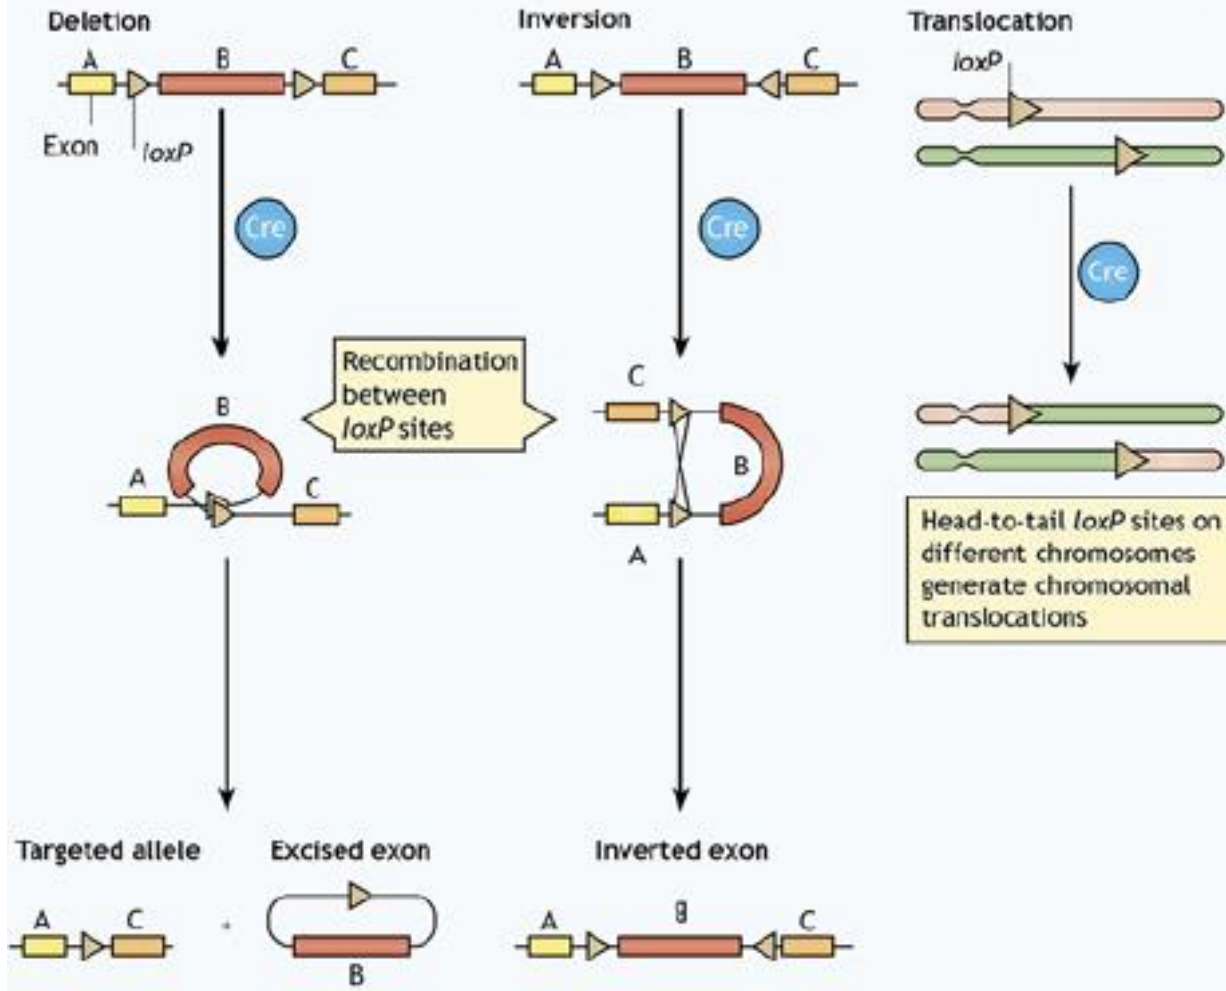 Deletion
A
B
C
Exon
loxP
Cre
B
A
C
Targeted allele
A
C
+
Excised exon
B
Inversion
A
B
C
Cre
Recombination
between
loxP sites
C
B
A
Inverted exon
A
B
C
Translocation
loxP
Cre
Head-to-tail loxP sites on
different chromosomes
generate chromosomal
translocations